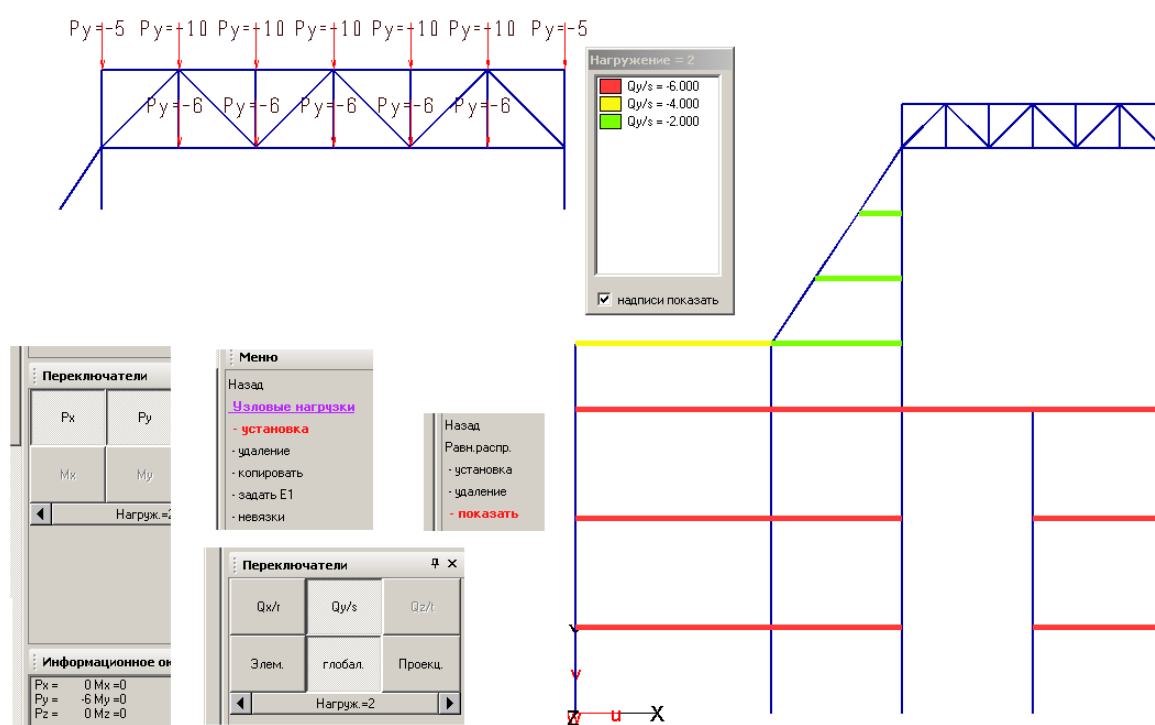 Py=-5 Py=-10 Py=-10 Py=-10 Py=-10 Py=-10 Py=-5
Py=-6 Py=-6 Py=-6 Py=-6 Py=-6
Нагружение = 2
Qy/s = -6.000
Qy/s = -4.000
Qy/s = -2.000
надписи показать
Переключатели
Px Py
Mx My
Нагруж.=2
Информационное ок
Px = 0 Mx =0
Py = -6 My =0
Pz = 0 Mz =0
Меню
Назад
Узловые нагрузки
- установка
- удаление
- копировать
- задать E1
- невязки
Назад
Равн.распр.
- установка
- удаление
- показать
Переключатели
Qx/r Qy/s Qz/t
Элем. глобал. Проекц.
Нагруж.=2
v
u X